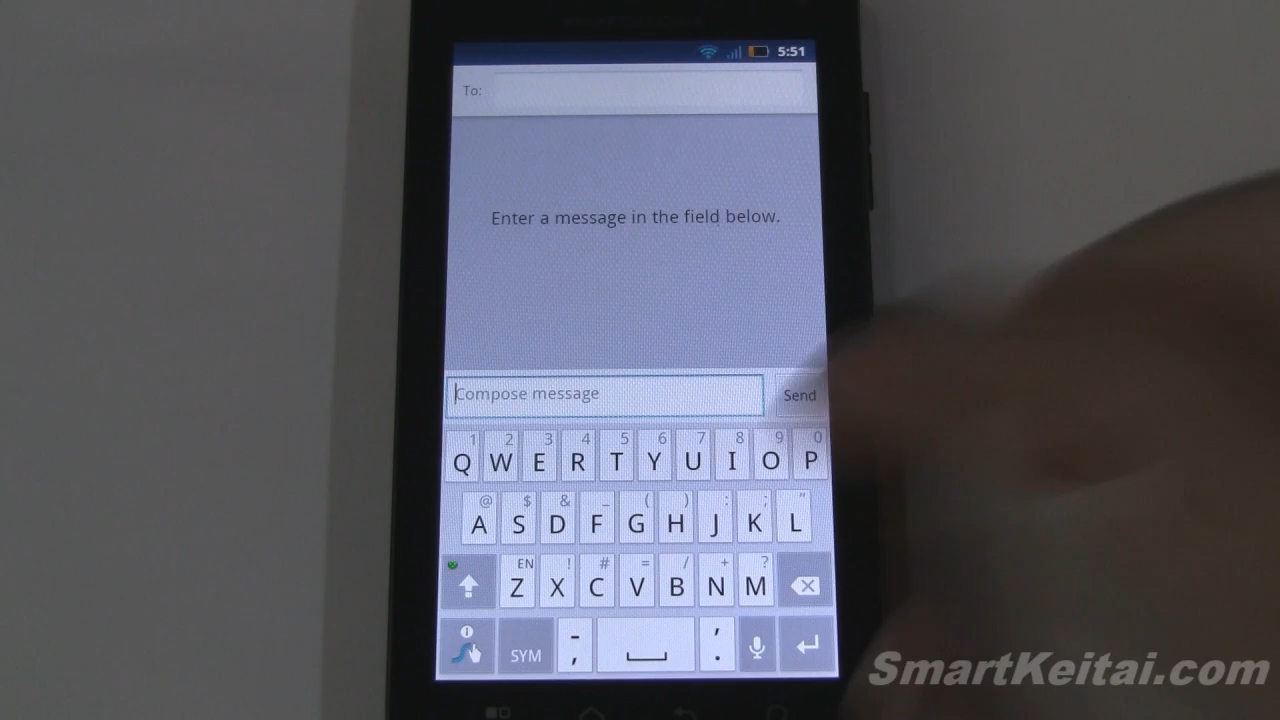 5:51
To:
Enter a message in the field below.
Compose message
Send
1 2 3 4 5 6 7 8 9 0
Q W E R T Y U I O P
@ $ & _ ( ) : ; "
A S D F G H J K L
EN ! # = / + ?
Z X C V B N M
SYM - , ' .
SmartKeitai.com